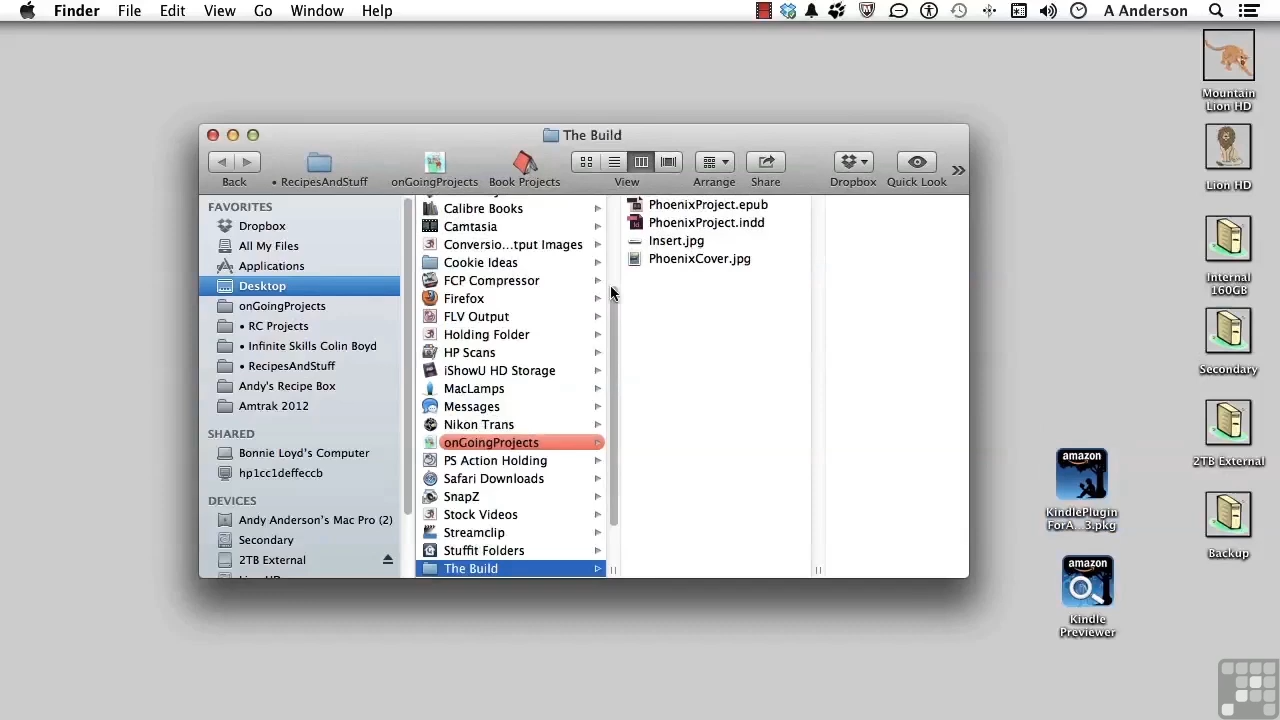 Finder File Edit View Go Window Help A Anderson
The Build
Back • RecipesAndStuff onGoingProjects Book Projects View Arrange Share Dropbox Quick Look
FAVORITES
Dropbox
All My Files
Applications
Desktop
onGoingProjects
• RC Projects
• Infinite Skills Colin Boyd
• RecipesAndStuff
Andy's Recipe Box
Amtrak 2012
SHARED
Bonnie Loyd's Computer
hp1cc1deffeccb
DEVICES
Andy Anderson's Mac Pro (2)
Secondary
2TB External
Calibre Books
Camtasia
Conversio...tput Images
Cookie Ideas
FCP Compressor
Firefox
FLV Output
Holding Folder
HP Scans
iShowU HD Storage
MacLamps
Messages
Nikon Trans
onGoingProjects
PS Action Holding
Safari Downloads
SnapZ
Stock Videos
Streamclip
Stuffit Folders
The Build
PhoenixProject.epub
PhoenixProject.indd
Insert.jpg
PhoenixCover.jpg
Mountain
Lion HD
Lion HD
Internal
160GB
Secondary
2TB External
Backup
amazon
KindlePlugin
ForA...3.pkg
amazon
Kindle
Previewer